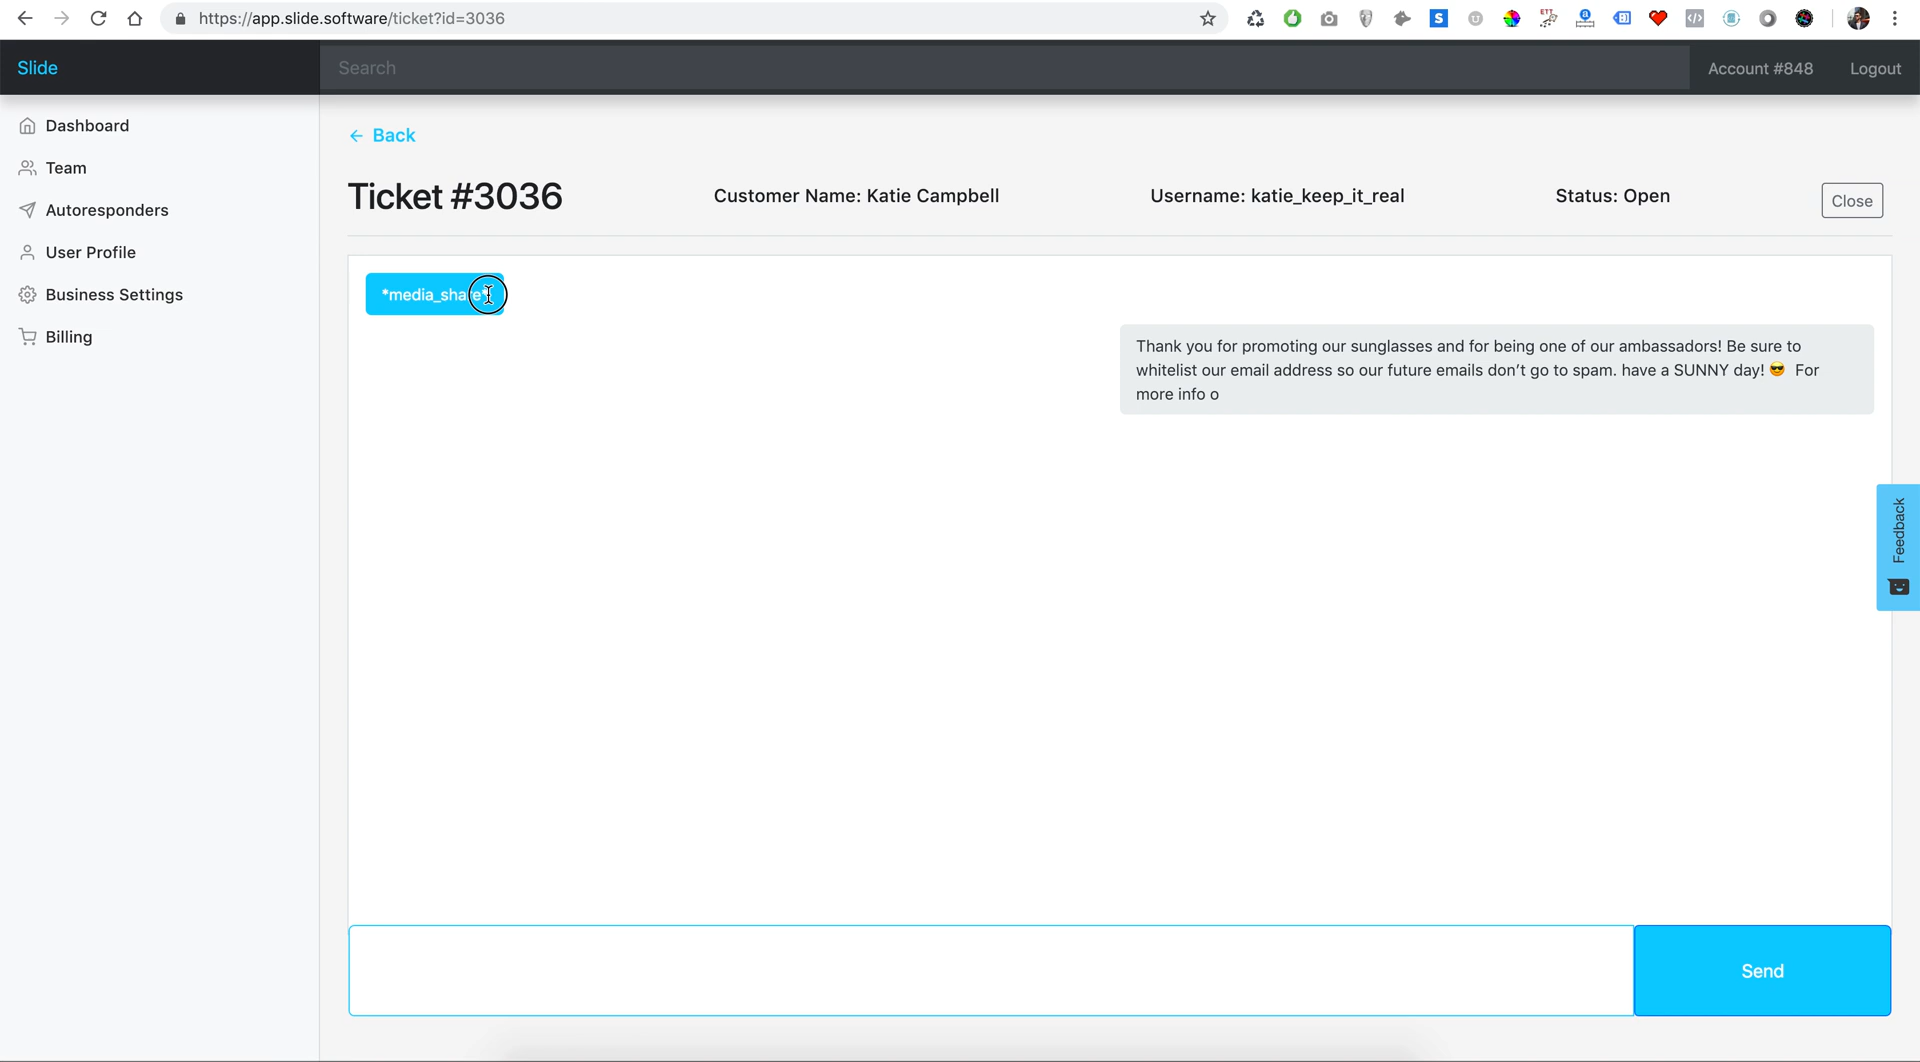 https://app.slide.software/ticket?id=3036
Slide
Search
Account #848
Logout
Dashboard
Team
Autoresponders
User Profile
Business Settings
Billing
← Back
Ticket #3036
Customer Name: Katie Campbell
Username: katie_keep_it_real
Status: Open
Close
*media_share*
Thank you for promoting our sunglasses and for being one of our ambassadors! Be sure to
whitelist our email address so our future emails don’t go to spam. have a SUNNY day! 😎 For
more info o
Feedback
Send